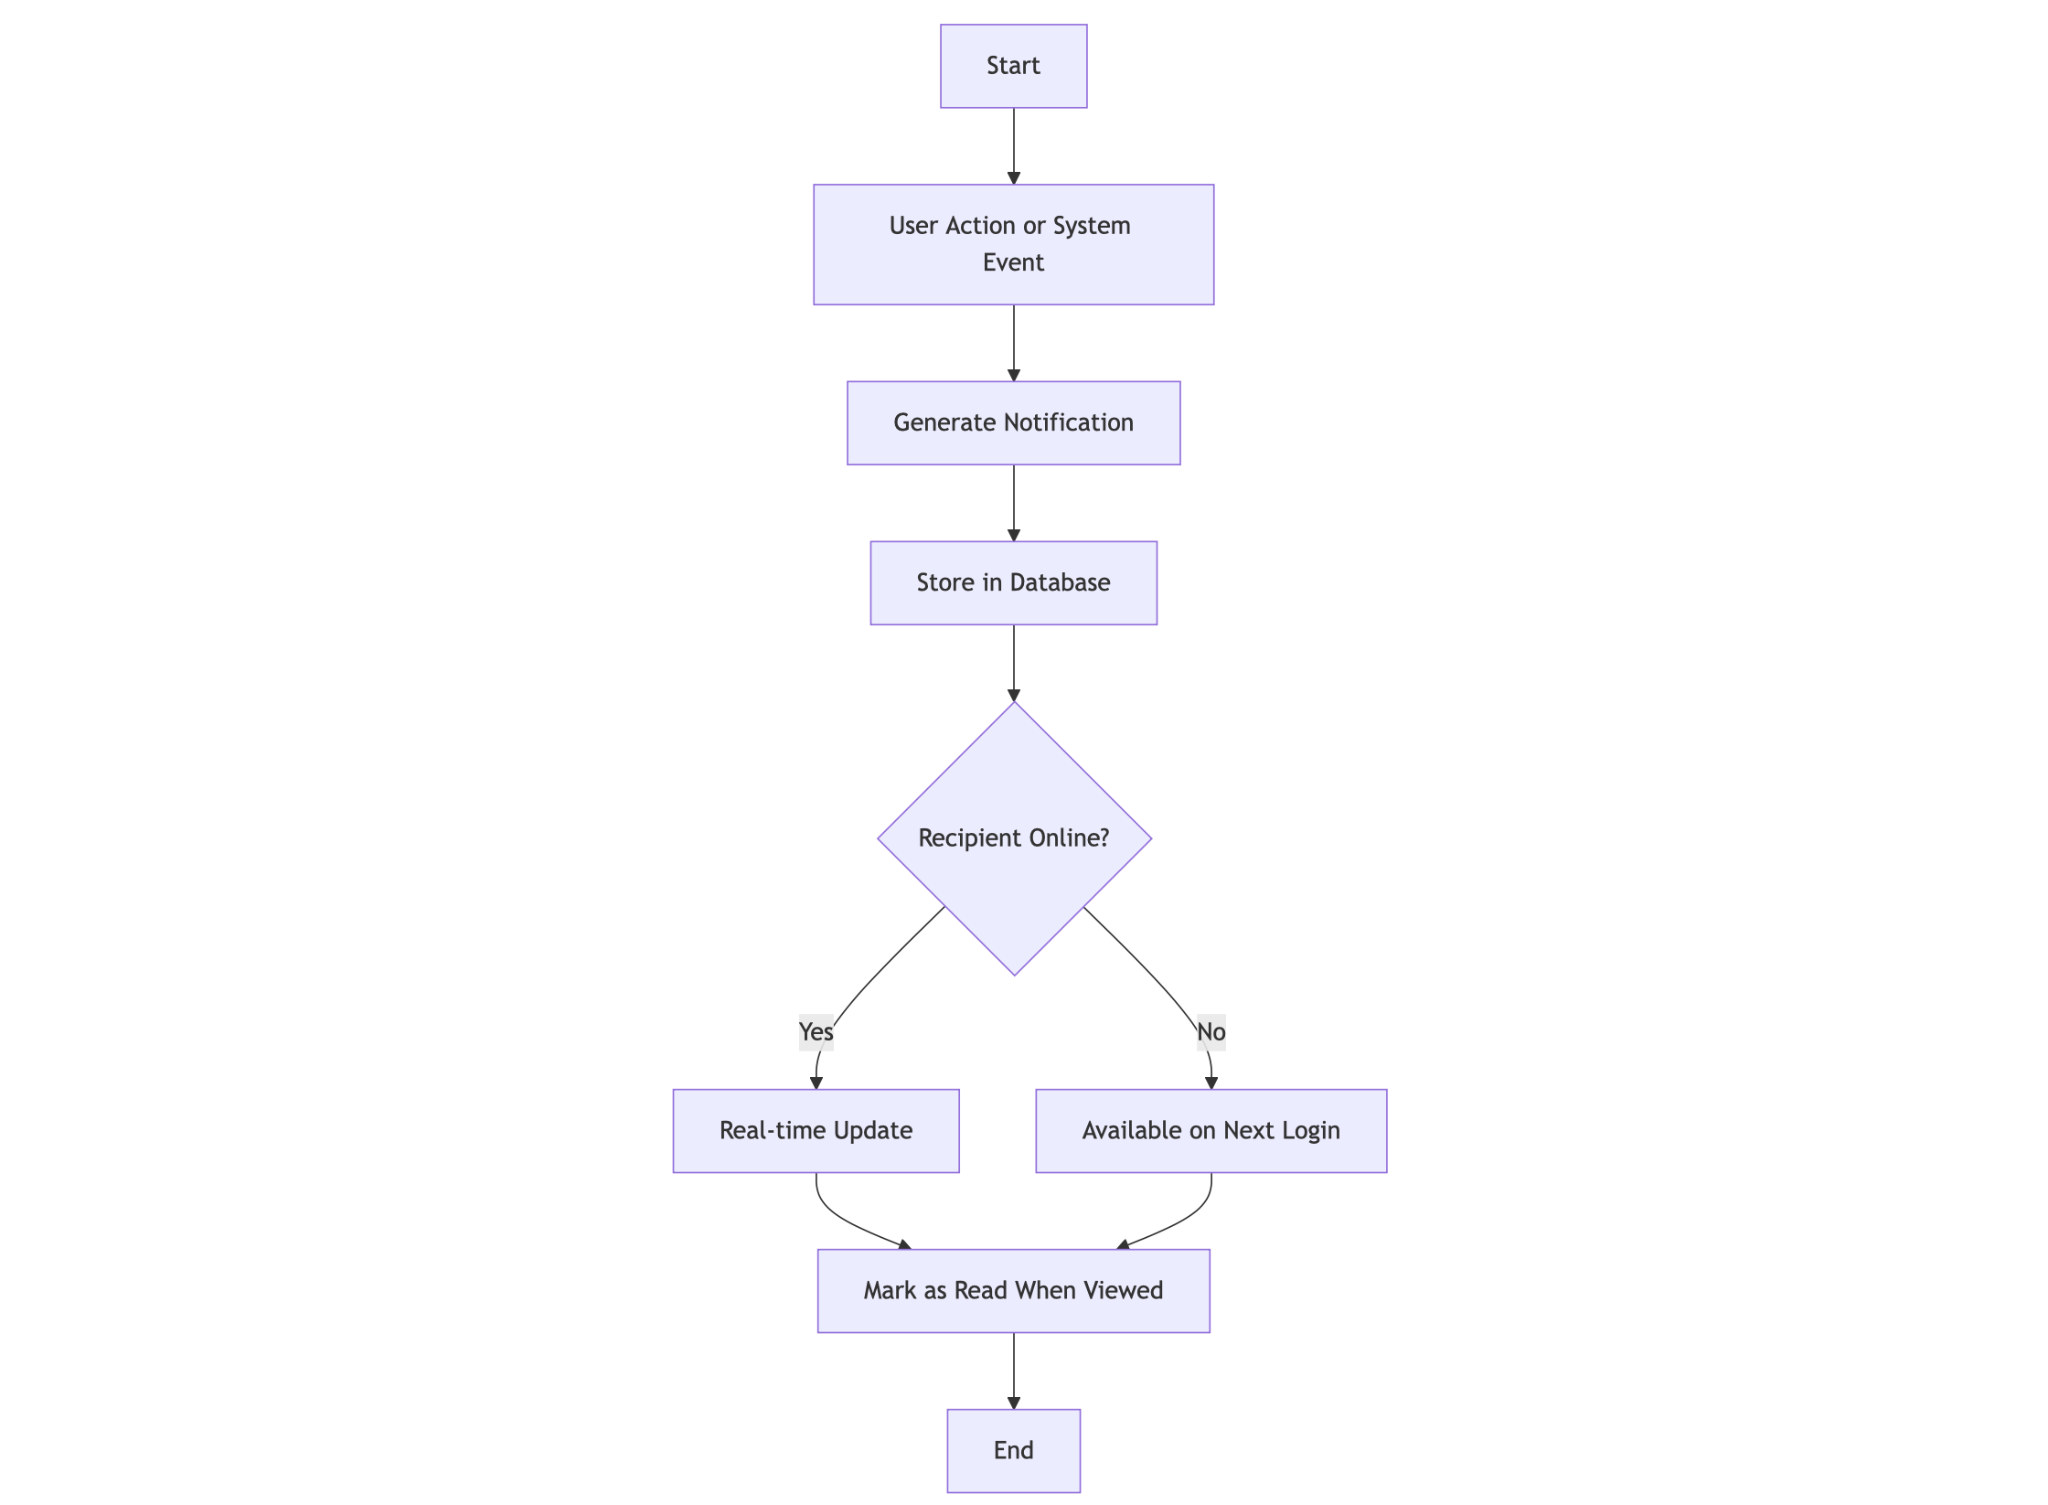 Start
User Action or System
Event
Generate Notification
Store in Database
Recipient Online?
Yes
No
Real-time Update
Available on Next Login
Mark as Read When Viewed
End